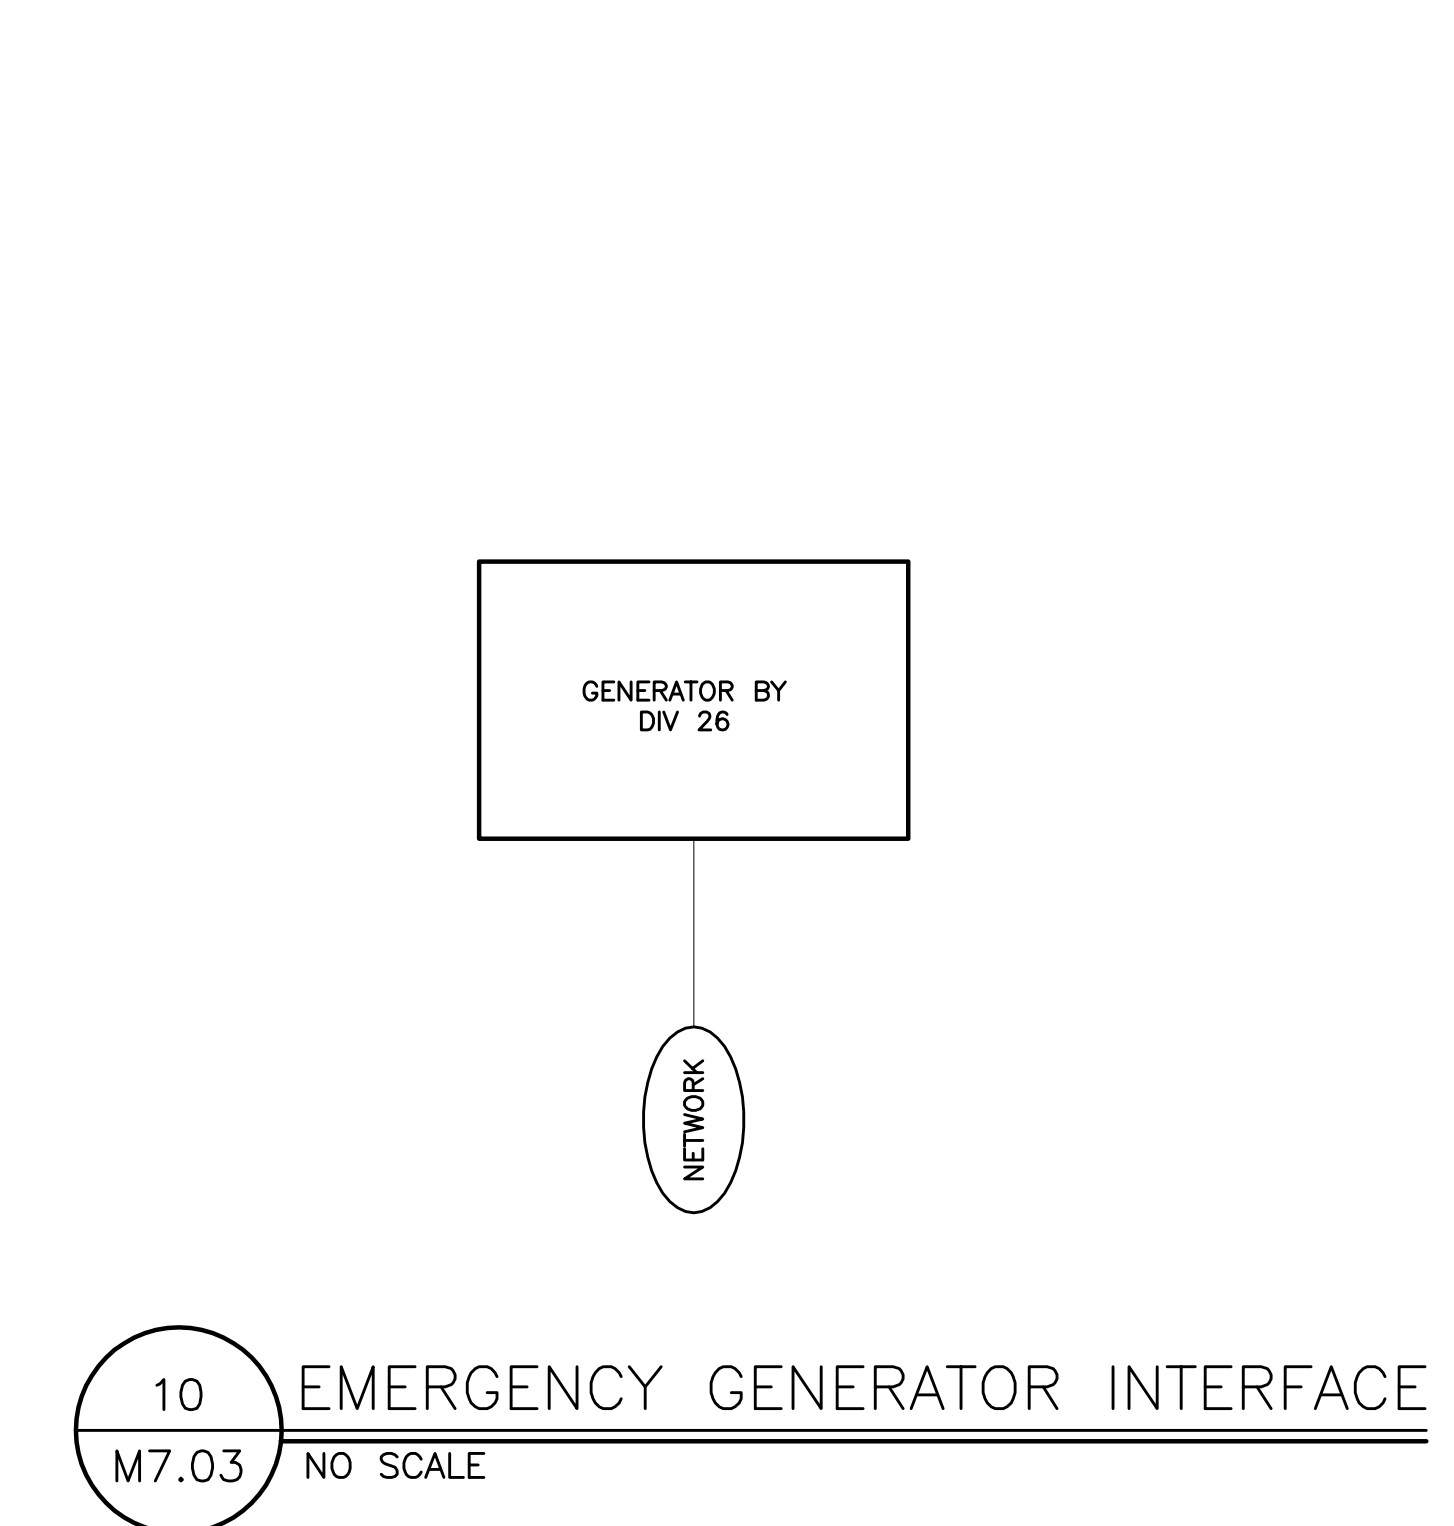 GENERATOR BY
DIV 26
NETWORK
10
M7.03
EMERGENCY GENERATOR INTERFACE
NO SCALE